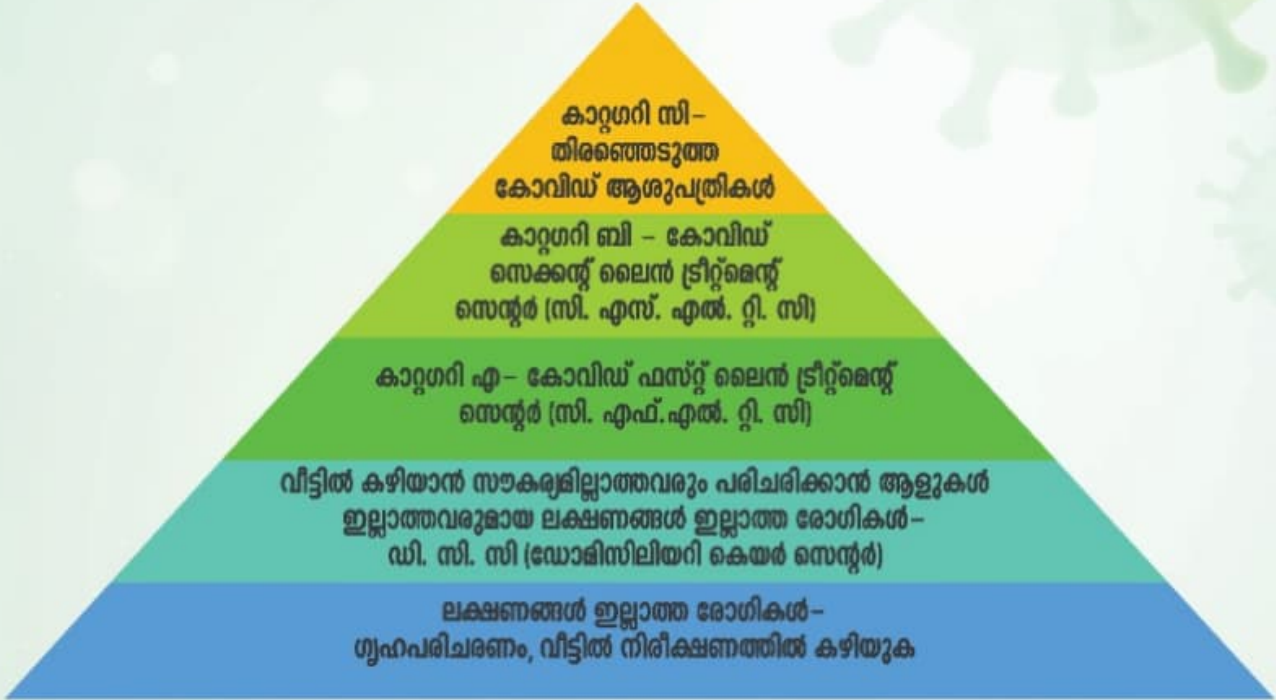 കാറ്റഗറി സി–
തിരഞ്ഞെടുത്ത
കോവിഡ് ആശുപത്രികൾ
കാറ്റഗറി ബി – കോവിഡ്
സെക്കന്റ് ലൈൻ ട്രീറ്റ്മെന്റ്
സെന്റർ (സി. എസ്. എൽ. റ്റി. സി)
കാറ്റഗറി എ– കോവിഡ് ഫസ്റ്റ് ലൈൻ ട്രീറ്റ്മെന്റ്
സെന്റർ (സി. എഫ്.എൽ. റ്റി. സി)
വീട്ടിൽ കഴിയാൻ സൗകര്യമില്ലാത്തവരും പരിചരിക്കാൻ ആളുകൾ
ഇല്ലാത്തവരുമായ ലക്ഷണങ്ങൾ ഇല്ലാത്ത രോഗികൾ–
ഡി. സി. സി (ഡോമിസിലിയറി കെയർ സെന്റർ)
ലക്ഷണങ്ങൾ ഇല്ലാത്ത രോഗികൾ–
ഗൃഹപരിചരണം, വീട്ടിൽ നിരീക്ഷണത്തിൽ കഴിയുക